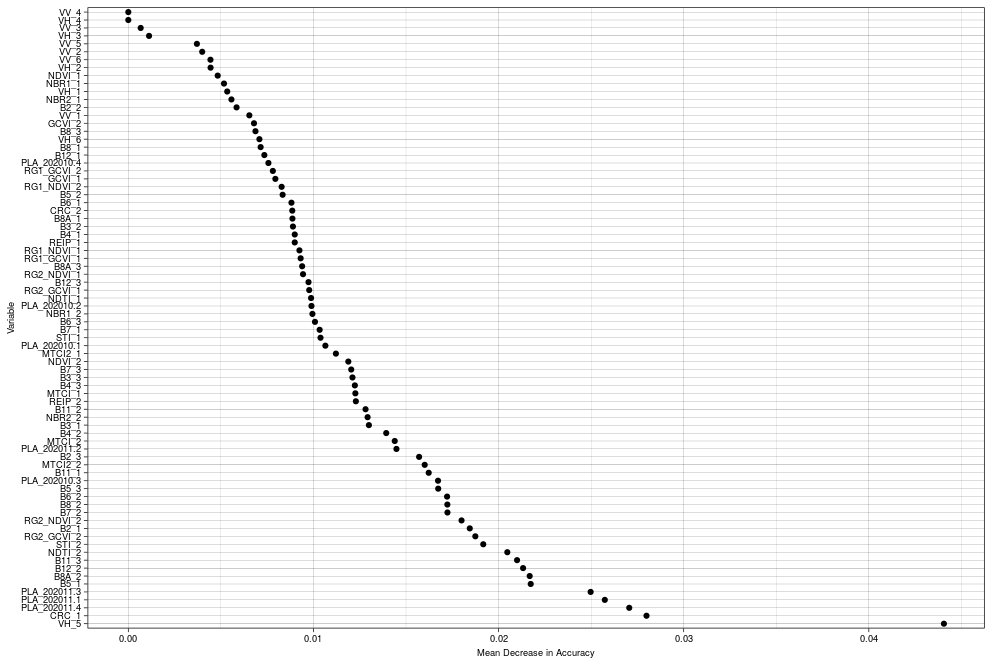 VV_4
VH_4
VV_3
VH_3
VV_5
VV_2
VV_6
VH_2
NDVI_1
NBR1_1
VH_1
NBR2_1
B2_2
VV_1
GCVI_2
B8_3
VH_6
B8_1
B12_1
PLA_202010.4
RG1_GCVI_2
GCVI_1
RG1_NDVI_2
B5_2
B6_1
CRC_2
B8A_1
B3_2
B4_1
REIP_1
RG1_NDVI_1
RG1_GCVI_1
B8A_3
RG2_NDVI_1
B12_3
RG2_GCVI_1
NDTI_1
PLA_202010.2
NBR1_2
B6_3
B7_1
STI_1
PLA_202010.1
MTCI2_1
NDVI_2
B7_3
B3_3
B4_3
MTCI_1
REIP_2
B11_2
NBR2_2
B3_1
B4_2
MTCI_2
PLA_202011.2
B2_3
MTCI2_2
B11_1
PLA_202010.3
B5_3
B6_2
B8_2
B7_2
RG2_NDVI_2
B2_1
RG2_GCVI_2
STI_2
NDTI_2
B11_3
B12_2
B8A_2
B5_1
PLA_202011.3
PLA_202011.1
PLA_202011.4
CRC_1
VH_5
Variable
0.00 0.01 0.02 0.03 0.04
Mean Decrease in Accuracy